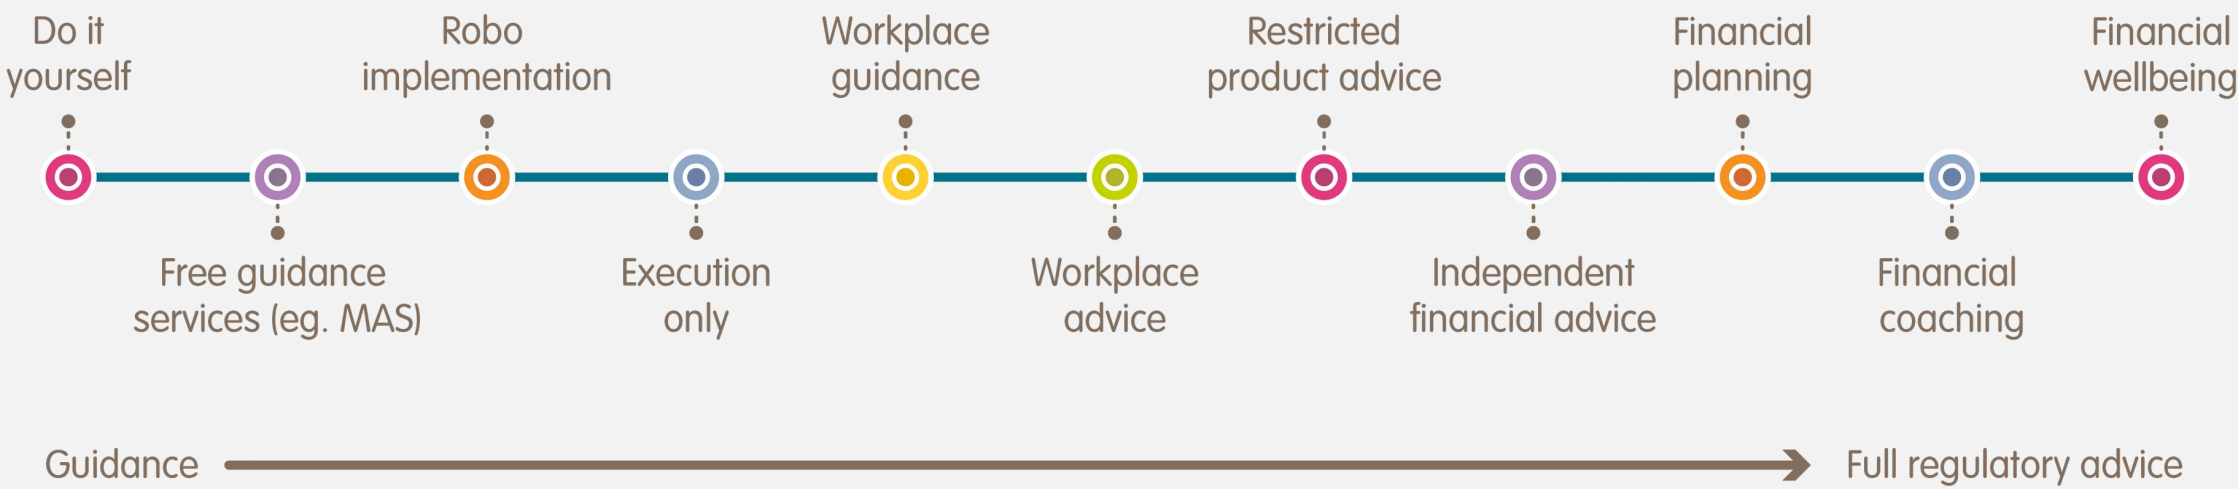 Do it
yourself
Robo
implementation
Workplace
guidance
Restricted
product advice
Financial
planning
Financial
wellbeing
Free guidance
services (eg. MAS)
Execution
only
Workplace
advice
Independent
financial advice
Financial
coaching
Guidance
Full regulatory advice